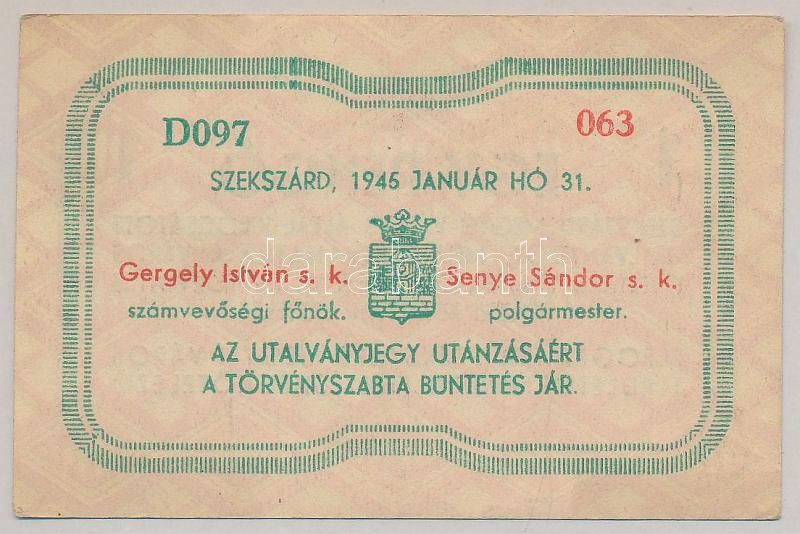 D097 063
SZEKSZÁRD, 1945 JANUÁR HÓ 31.
Gergely István s. k. Senye Sándor s. k.
számvevőségi főnök. polgármester.
AZ UTALVÁNYJEGY UTÁNZÁSÁÉRT
A TÖRVÉNYSZABTA BÜNTETÉS JÁR.
darabanth